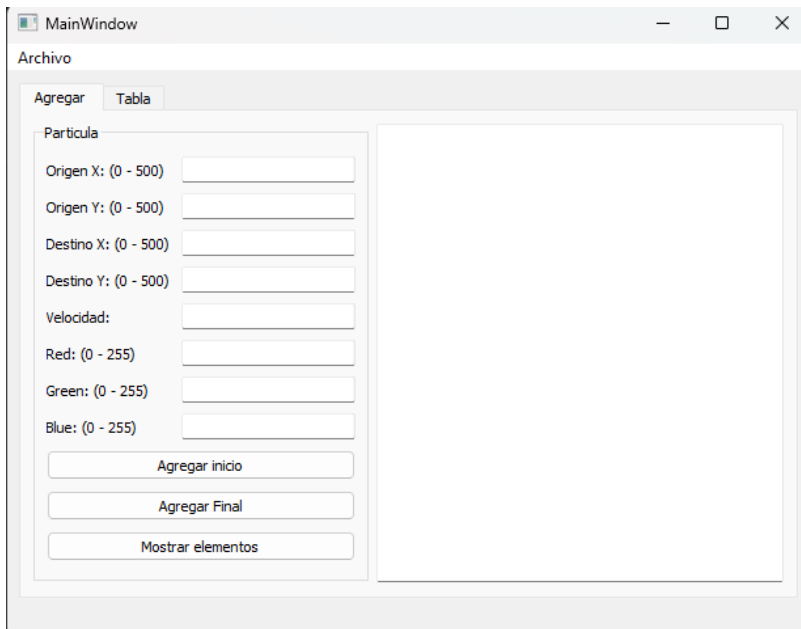 MainWindow
Archivo
Agregar Tabla
Particula
Origen X: (0 - 500)
Origen Y: (0 - 500)
Destino X: (0 - 500)
Destino Y: (0 - 500)
Velocidad:
Red: (0 - 255)
Green: (0 - 255)
Blue: (0 - 255)
Agregar inicio
Agregar Final
Mostrar elementos